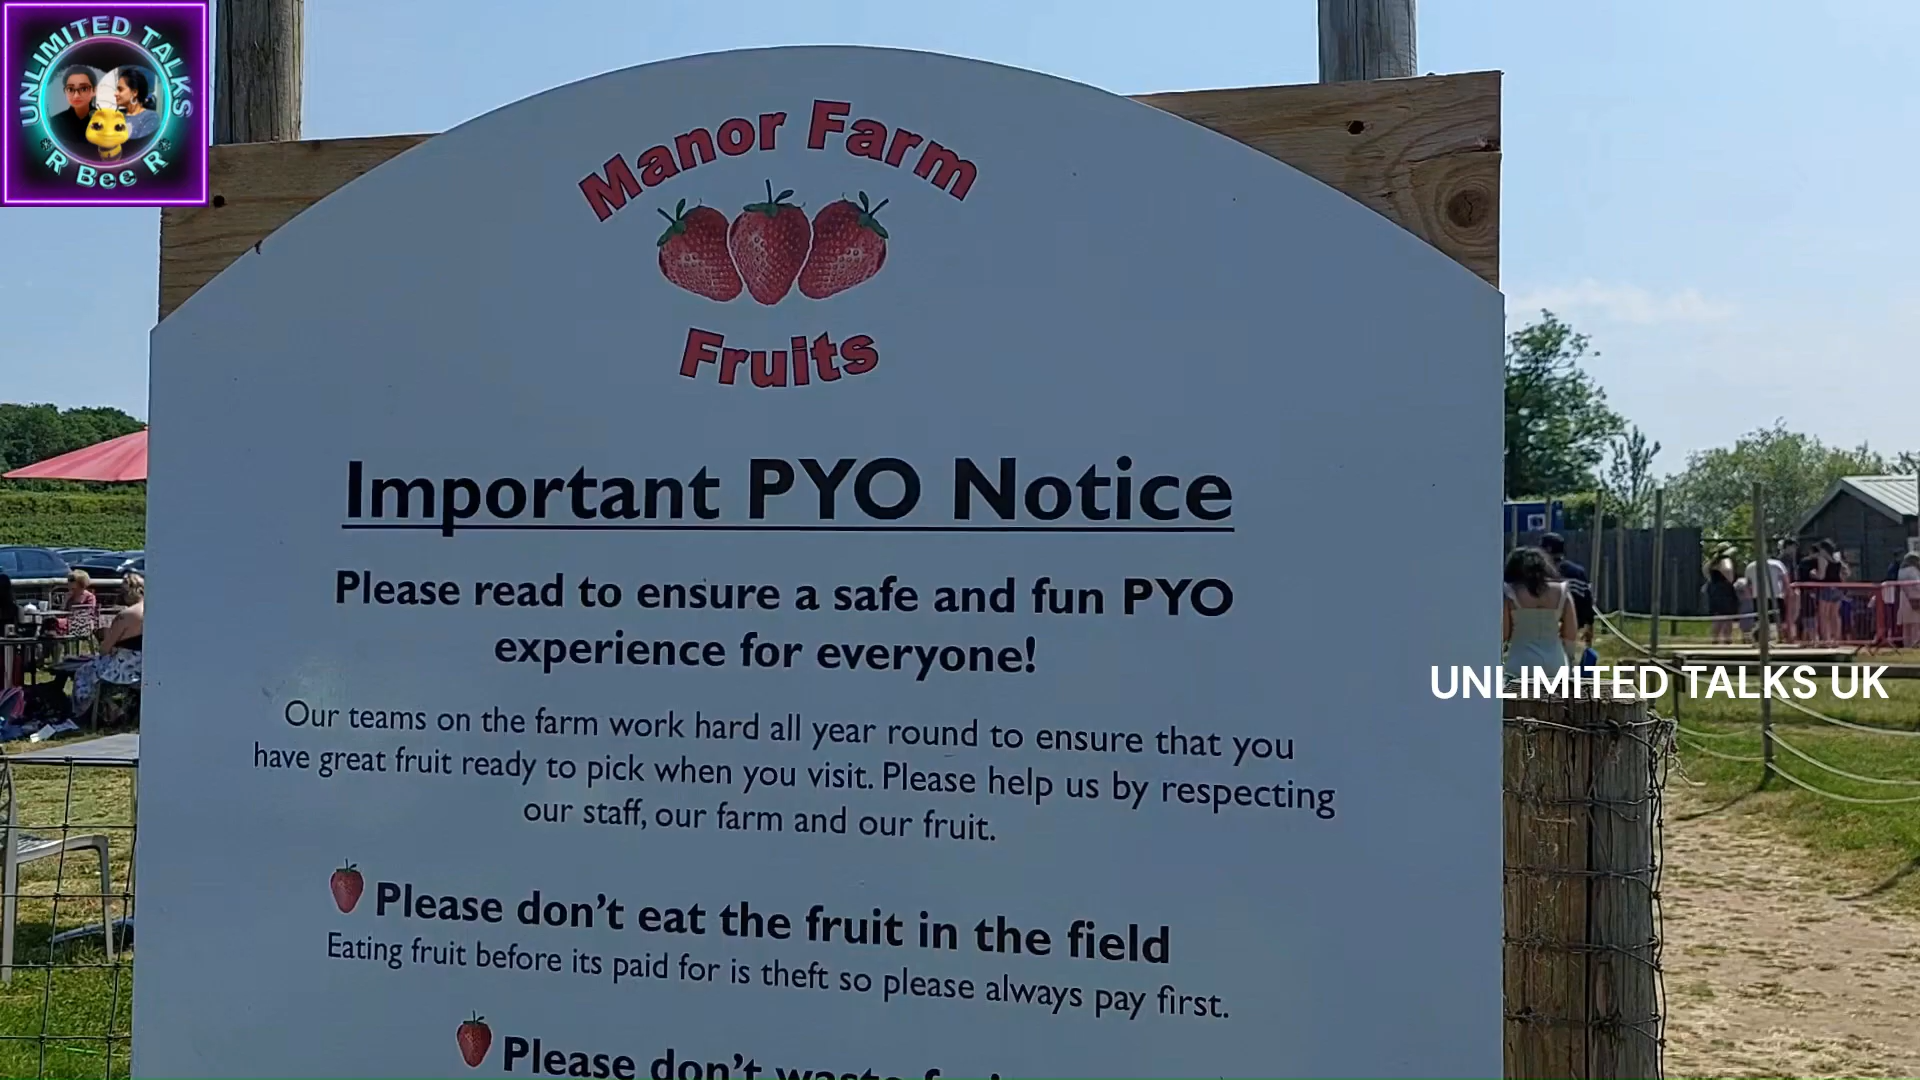 UNLIMITED TALKS
R Bee R
Manor Farm
Fruits
Important PYO Notice
Please read to ensure a safe and fun PYO
experience for everyone!
Our teams on the farm work hard all year round to ensure that you
have great fruit ready to pick when you visit. Please help us by respecting
our staff, our farm and our fruit.
UNLIMITED TALKS UK
Please don't eat the fruit in the field
Eating fruit before its paid for is theft so please always pay first.
Please don't waste